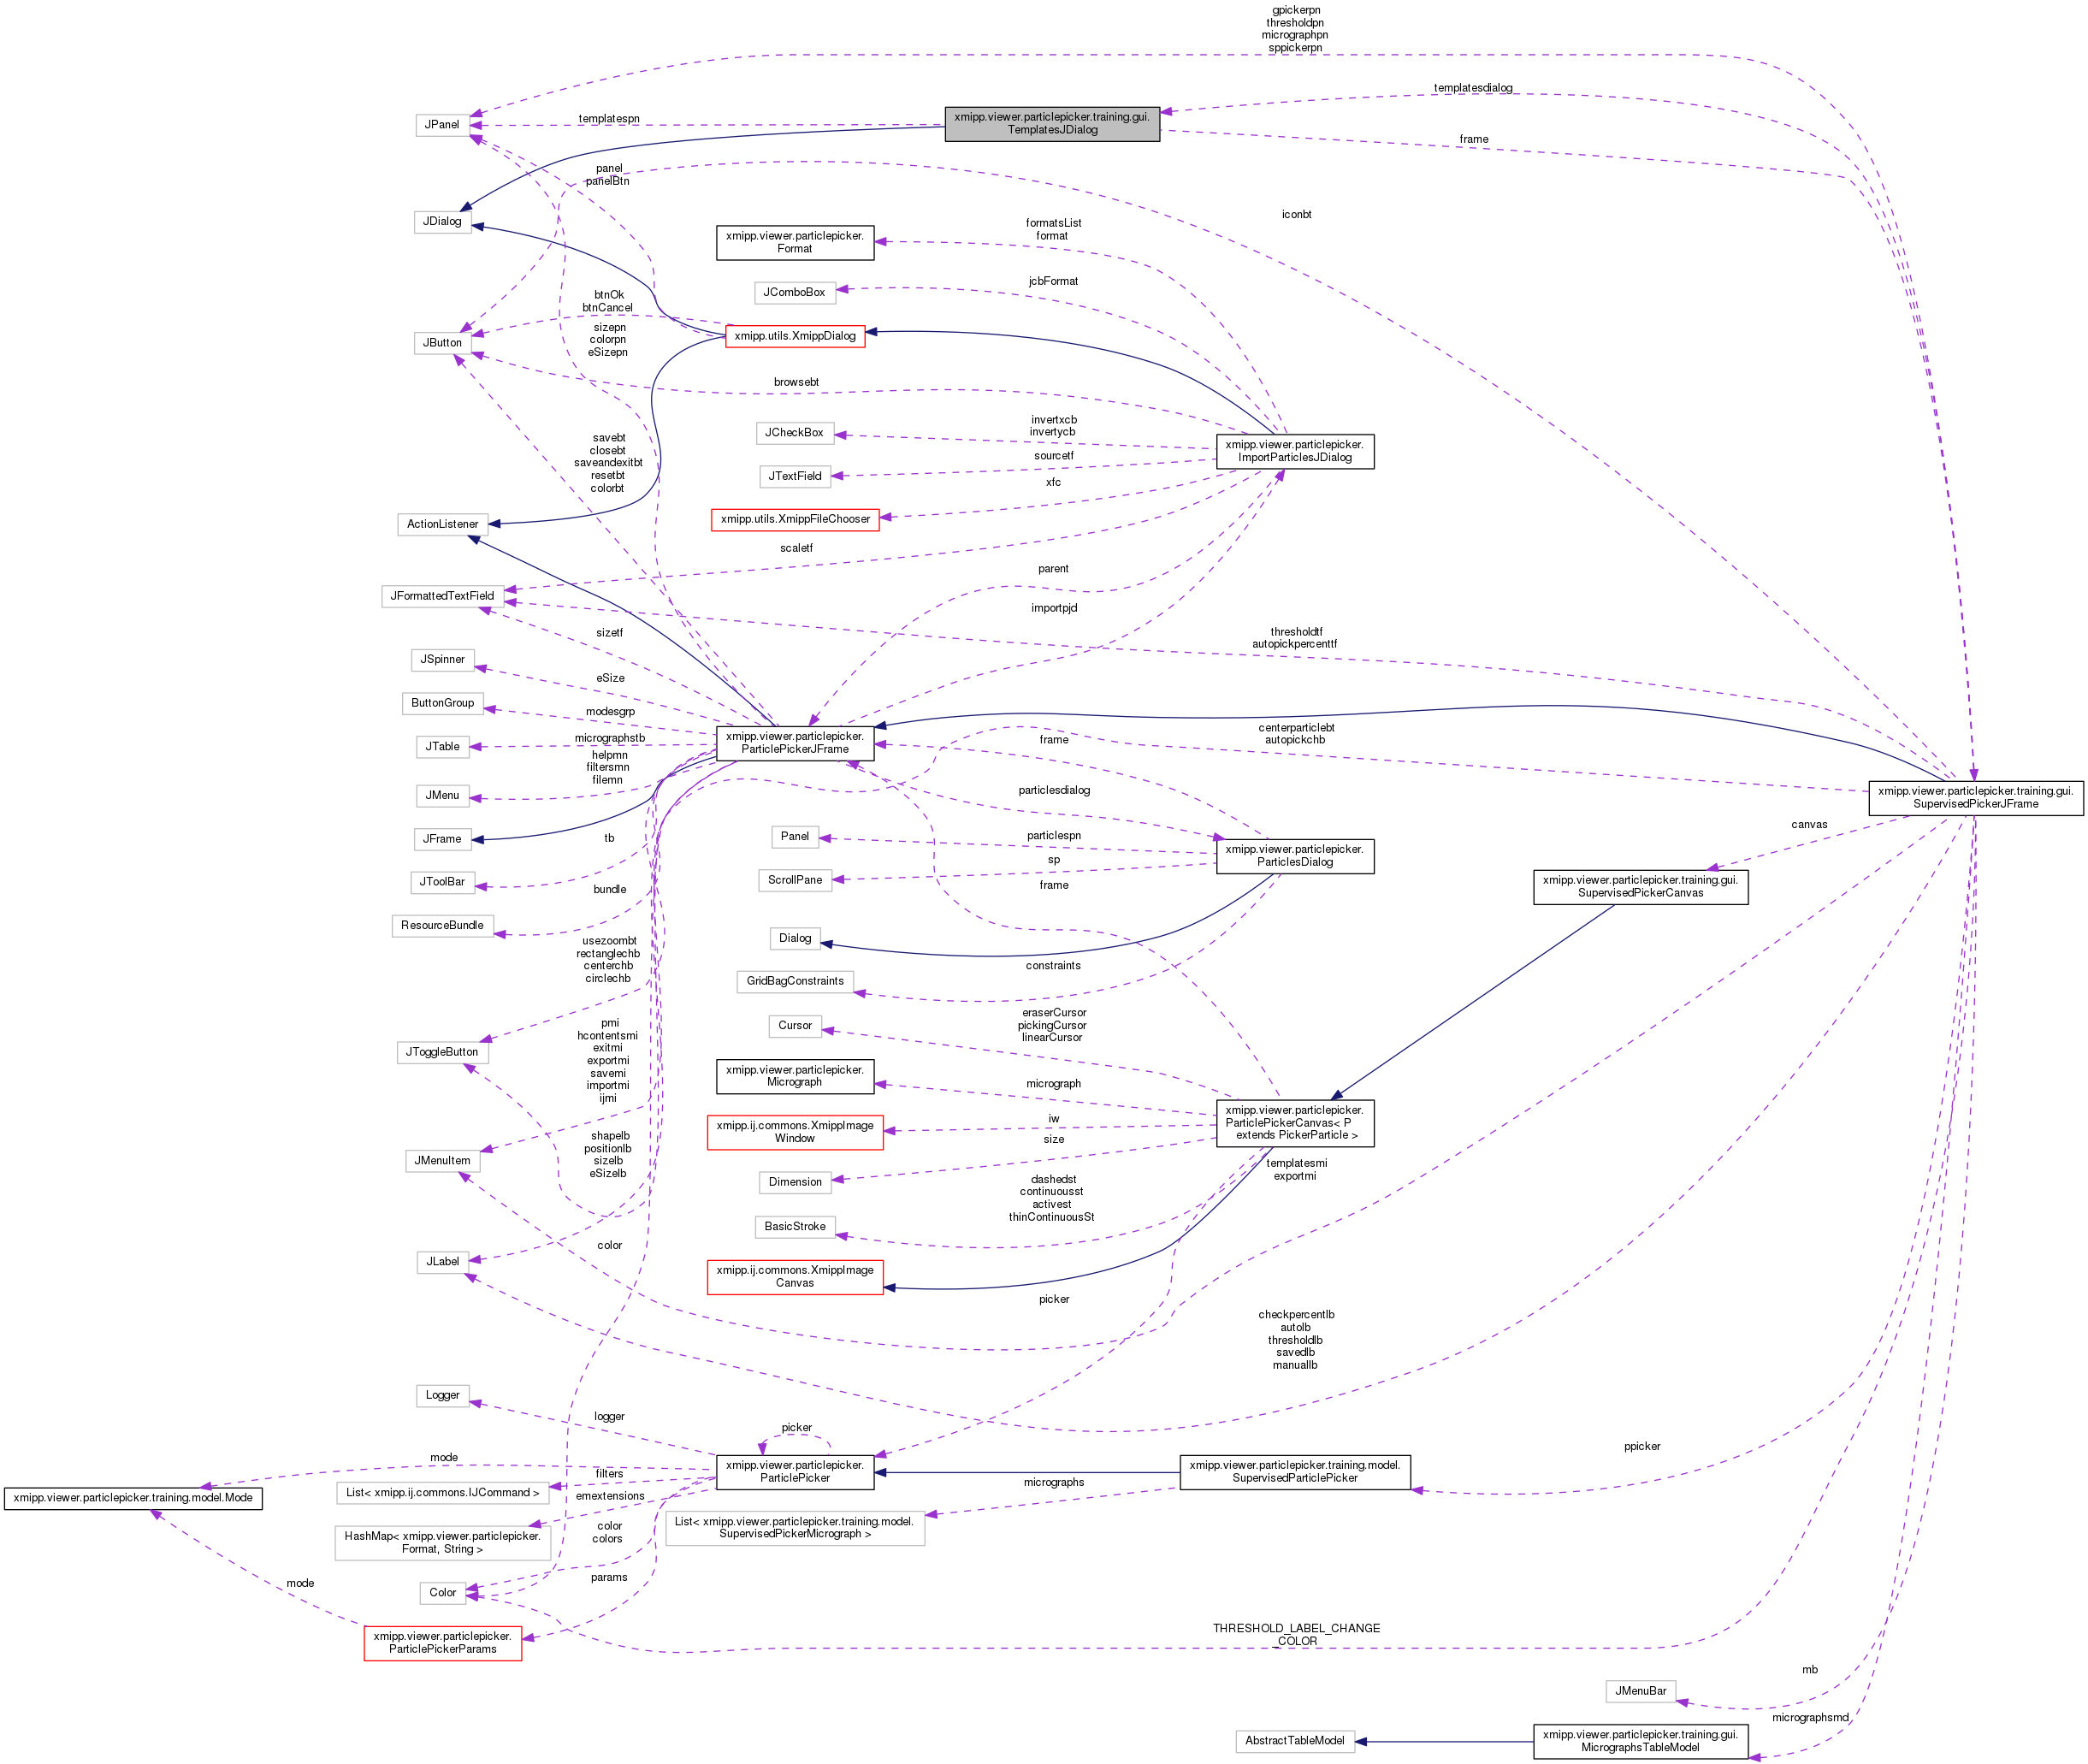 gpickerpn
thresholdpn
micrographpn
sppickerpn
templatesdialog
xmipp.viewer.particlepicker.training.gui.
TemplatesJDialog
JPanel
templatespn
frame
panel
panelBtn
JDialog
iconbt
xmipp.viewer.particlepicker.
Format
formatsList
format
JComboBox
jcbFormat
btnOk
btnCancel
xmipp.utils.XmippDialog
JButton
sizepn
colorpn
eSizepn
browsebt
JCheckBox
invertxcb
invertycb
xmipp.viewer.particlepicker.
ImportParticlesJDialog
savebt
closebt
saveandexitbt
resetbt
colorbt
JTextField
sourcetf
xfc
xmipp.utils.XmippFileChooser
ActionListener
scaletf
parent
JFormattedTextField
importpjd
sizetf
thresholdtf
autopickpercenttf
JSpinner
eSize
ButtonGroup
modesgrp
JTable
micrographstb
xmipp.viewer.particlepicker.
ParticlePickerJFrame
frame
centerparticlebt
autopickchb
helpmn
filtersmn
filemn
JMenu
particlesdialog
xmipp.viewer.particlepicker.training.gui.
SupervisedPickerJFrame
canvas
JFrame
tb
Panel
particlespn
xmipp.viewer.particlepicker.
ParticlesDialog
sp
JToolBar
ScrollPane
bundle
frame
xmipp.viewer.particlepicker.training.gui.
SupervisedPickerCanvas
ResourceBundle
Dialog
usezoombt
rectanglechb
centerchb
circlechb
GridBagConstraints
constraints
Cursor
eraserCursor
pickingCursor
linearCursor
JToggleButton
pmi
hcontentsmi
exitmi
exportmi
savemi
importmi
ijmi
xmipp.viewer.particlepicker.
Micrograph
micrograph
xmipp.ij.commons.XmippImage
Window
iw
xmipp.viewer.particlepicker.
ParticlePickerCanvas< P
extends PickerParticle >
size
JMenuItem
shapelb
positionlb
sizelb
eSizelb
Dimension
templatesmi
exportmi
dashedst
continuousst
activest
thinContinuousSt
BasicStroke
JLabel
color
xmipp.ij.commons.XmippImage
Canvas
picker
checkpercentlb
autolb
thresholdlb
savedlb
manuallb
Logger
logger
picker
ppicker
mode
xmipp.viewer.particlepicker.
ParticlePicker
xmipp.viewer.particlepicker.training.model.
SupervisedParticlePicker
xmipp.viewer.particlepicker.training.model.Mode
filters
List< xmipp.ij.commons.IJCommand >
micrographs
emextensions
List< xmipp.viewer.particlepicker.training.model.
SupervisedPickerMicrograph >
HashMap< xmipp.viewer.particlepicker.
Format, String >
color
colors
Color
params
mode
xmipp.viewer.particlepicker.
ParticlePickerParams
THRESHOLD_LABEL_CHANGE
_COLOR
mb
JMenuBar
micrographsmd
AbstractTableModel
xmipp.viewer.particlepicker.training.gui.
MicrographsTableModel